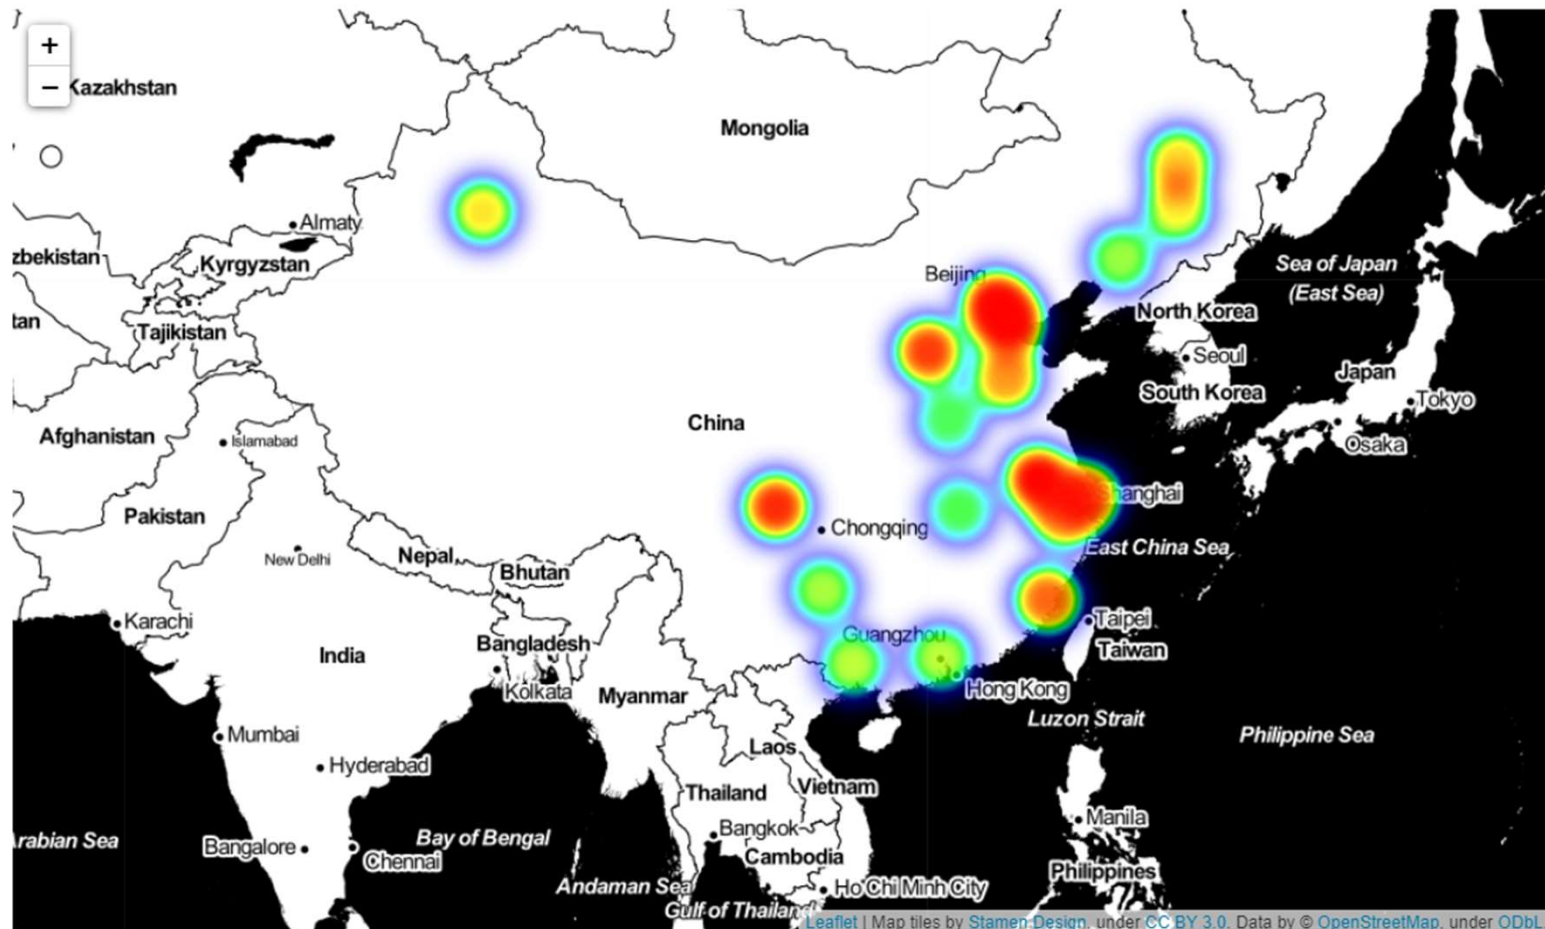 +
−
Kazakhstan
Mongolia
Almaty
zbekistan
Kyrgyzstan
Sea of Japan
(East Sea)
Beijing
North Korea
tan
Tajikistan
Seoul
Japan
South Korea
Tokyo
China
Afghanistan
Islamabad
Osaka
Shanghai
Pakistan
Chongqing
East China Sea
New Delhi
Nepal
Bhutan
Karachi
Taipei
Guangzhou
Bangladesh
Taiwan
India
Kolkata
Myanmar
Hong Kong
Luzon Strait
Mumbai
Philippine Sea
Laos
Hyderabad
Vietnam
Thailand
Manila
Bangkok
rabian Sea
Bangalore
Bay of Bengal
Chennai
Cambodia
Philippines
Andaman Sea
Ho Chi Minh City
Gulf of Thailand
Leaflet | Map tiles by Stamen Design, under CC BY 3.0. Data by © OpenStreetMap, under ODbL